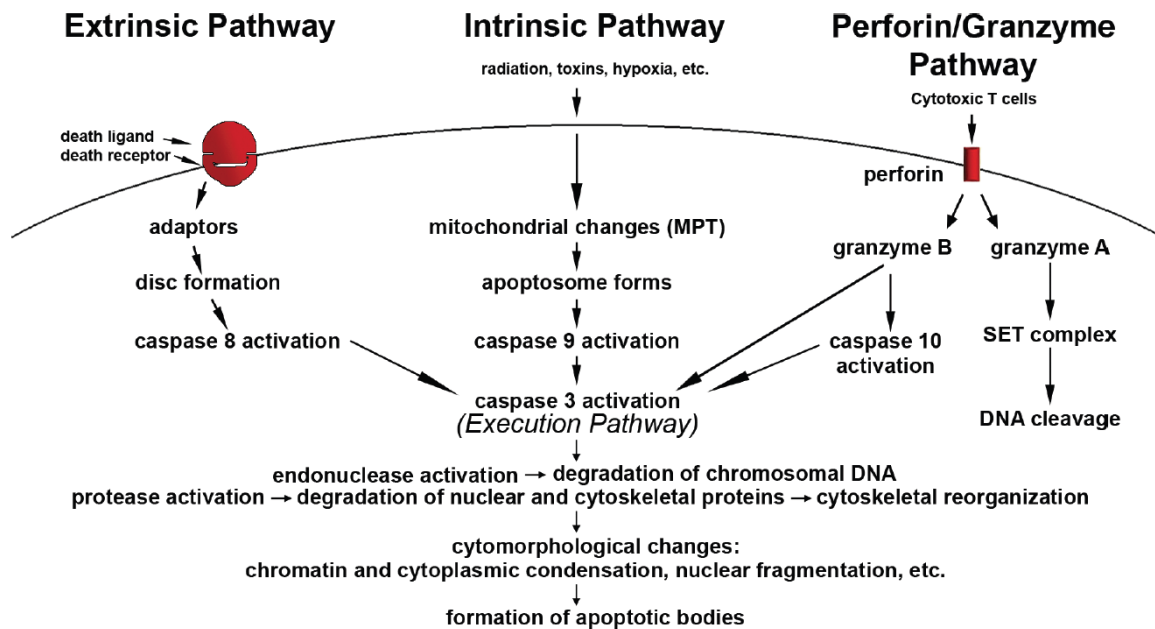 Extrinsic Pathway
Intrinsic Pathway
Perforin/Granzyme
Pathway
radiation, toxins, hypoxia, etc.
Cytotoxic T cells
death ligand
death receptor
perforin
adaptors
mitochondrial changes (MPT)
granzyme B
granzyme A
disc formation
apoptosome forms
caspase 8 activation
caspase 9 activation
caspase 10
activation
SET complex
caspase 3 activation
(Execution Pathway)
DNA cleavage
endonuclease activation → degradation of chromosomal DNA
protease activation → degradation of nuclear and cytoskeletal proteins → cytoskeletal reorganization
cytomorphological changes:
chromatin and cytoplasmic condensation, nuclear fragmentation, etc.
formation of apoptotic bodies